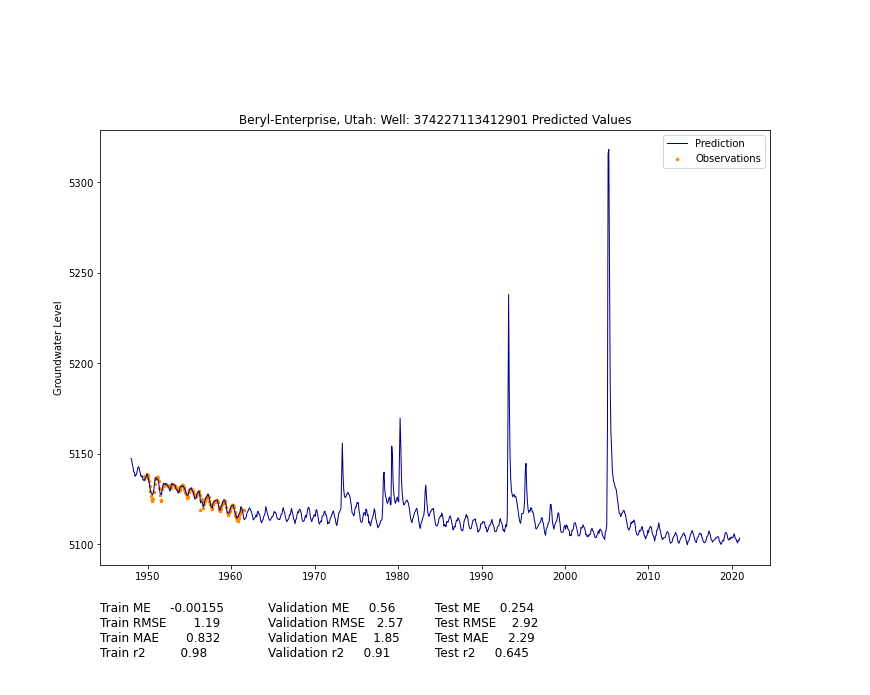 Beryl-Enterprise, Utah: Well: 374227113412901 Predicted Values
Prediction
Observations
Groundwater Level
5300
5250
5200
5150
5100
1950 1960 1970 1980 1990 2000 2010 2020
Train ME -0.00155 Validation ME 0.56 Test ME 0.254
Train RMSE 1.19 Validation RMSE 2.57 Test RMSE 2.92
Train MAE 0.832 Validation MAE 1.85 Test MAE 2.29
Train r2 0.98 Validation r2 0.91 Test r2 0.645